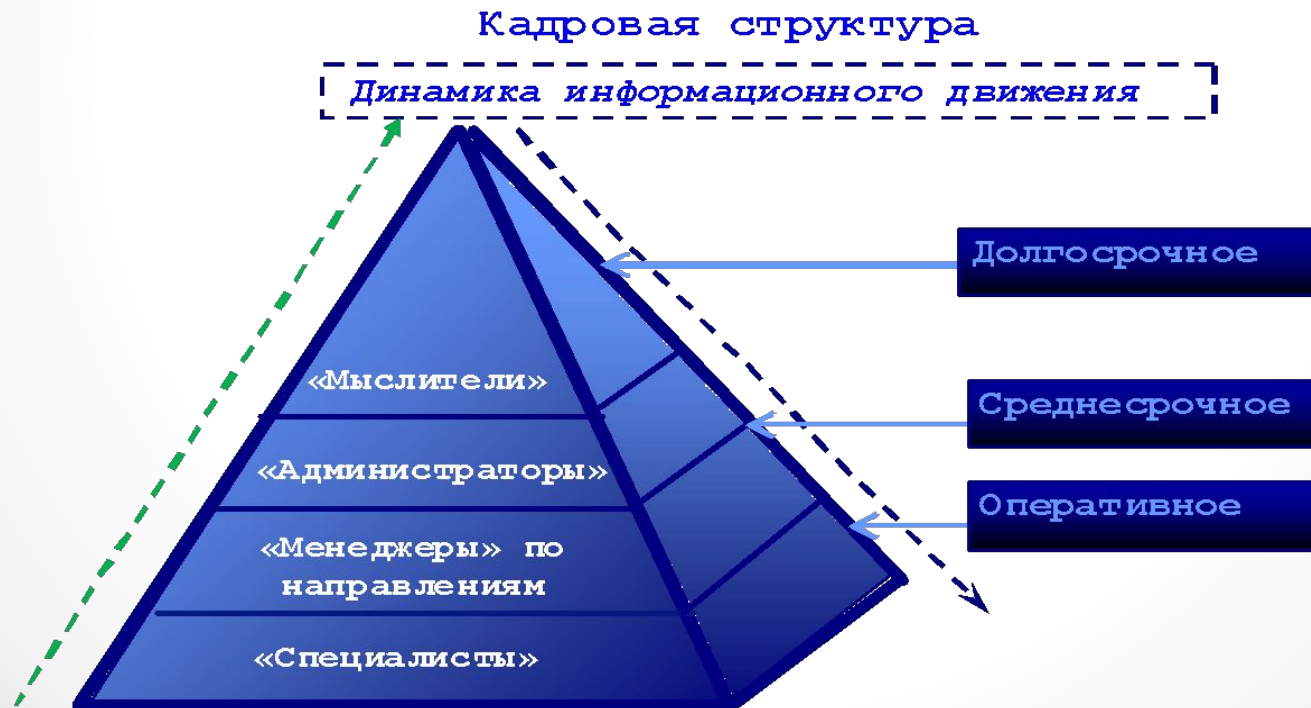 Кадровая структура
Динамика информационного движения
Долгосрочное
«Мыслители»
Среднесрочное
«Администраторы»
Оперативное
«Менеджеры» по
направлениям
«Специалисты»